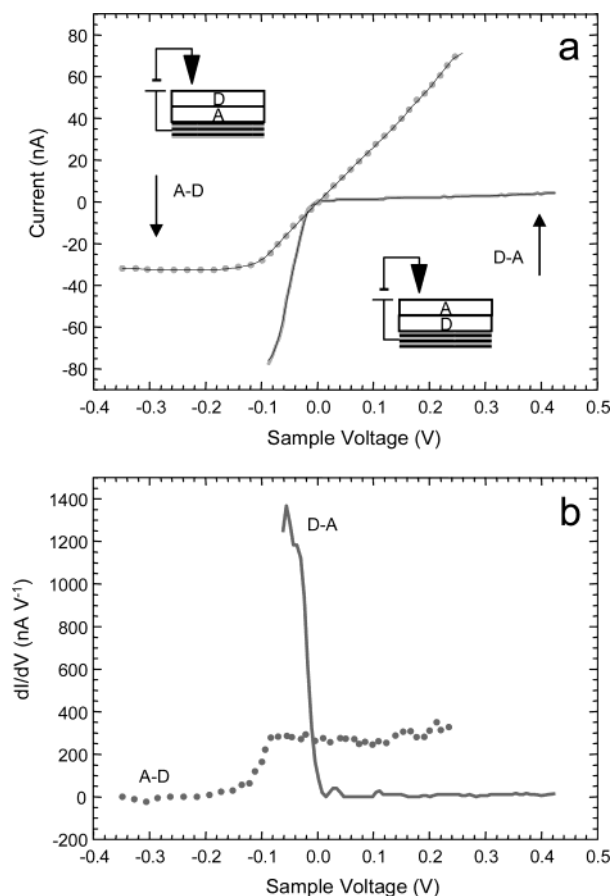 a
80
60
40
20
0
-20
-40
-60
-80
Current (nA)
D
A
A-D
D-A
A
D
-0.4 -0.3 -0.2 -0.1 0.0 0.1 0.2 0.3 0.4 0.5
Sample Voltage (V)
b
1400
1200
1000
800
600
400
200
0
-200
dI/dV (nA V⁻¹)
D-A
A-D
-0.4 -0.3 -0.2 -0.1 0.0 0.1 0.2 0.3 0.4 0.5
Sample Voltage (V)